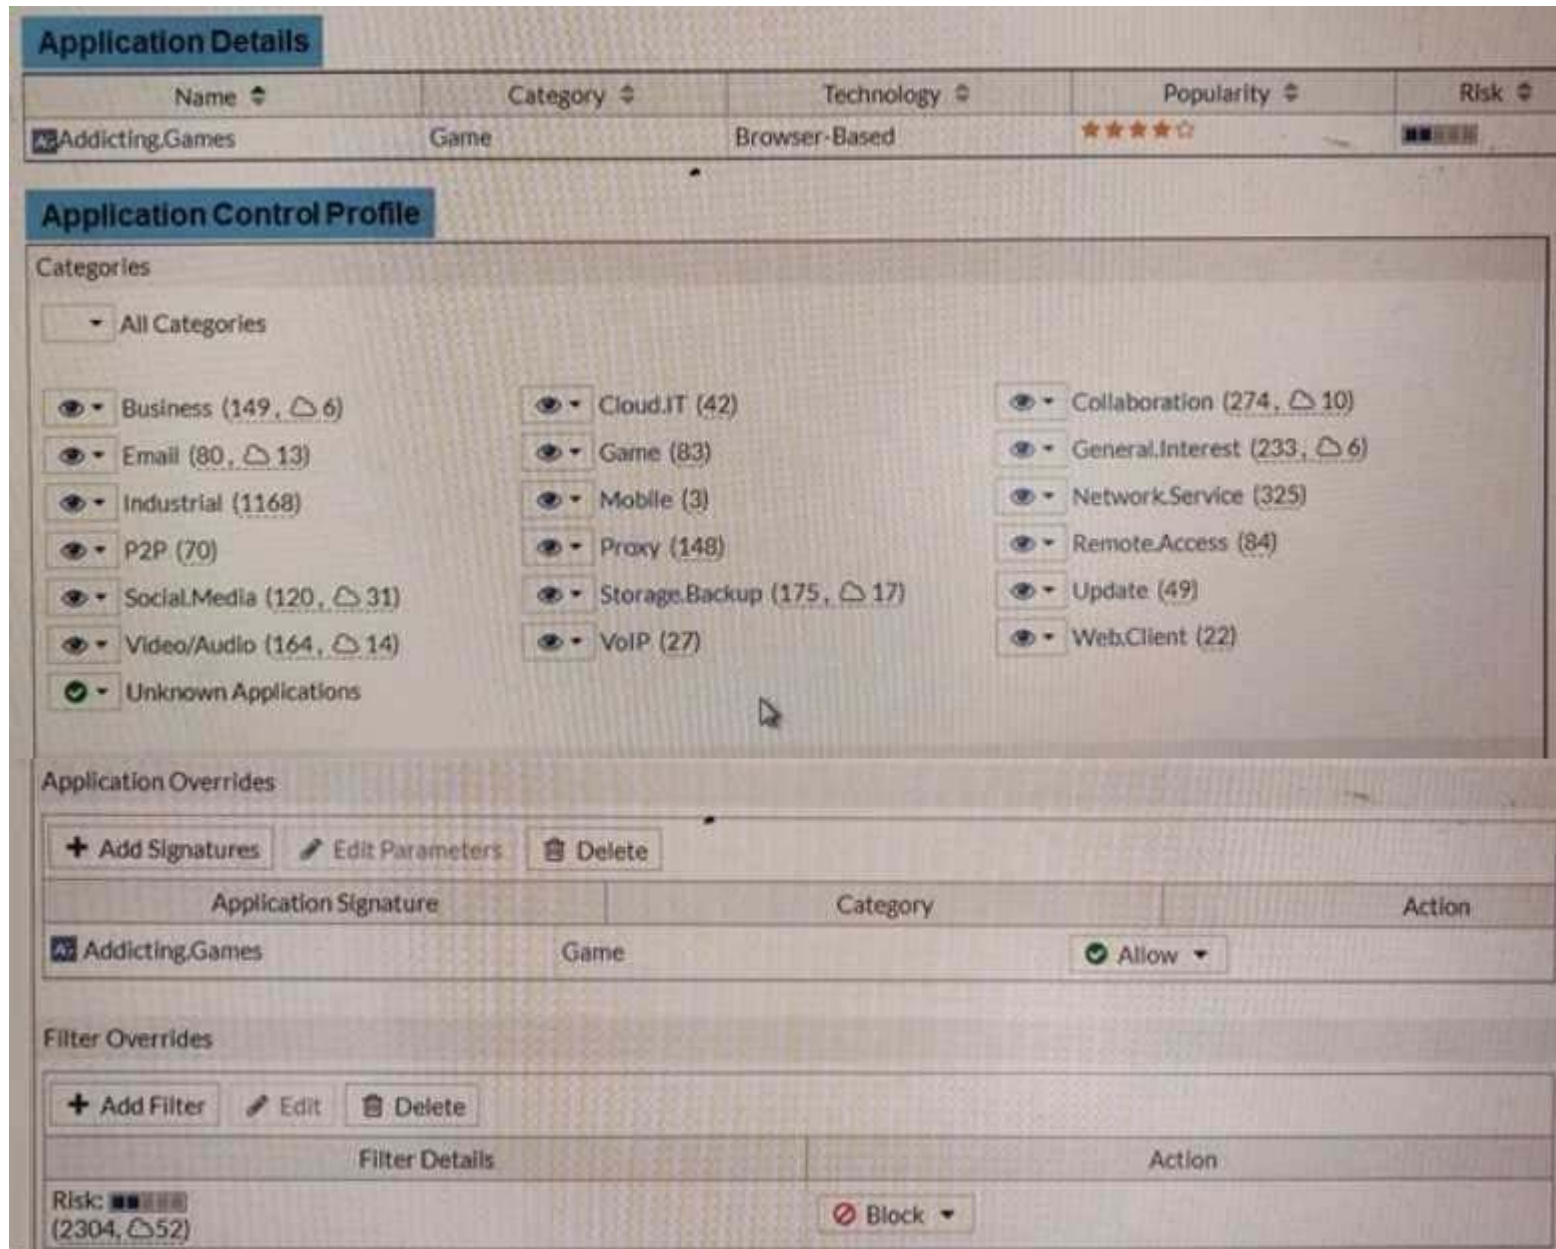 Application Details
Name Category Technology Popularity Risk
Addicting.Games Game Browser-Based
Application Control Profile
Categories
All Categories
Business (149, 6) Cloud.IT (42) Collaboration (274, 10)
Email (80, 13) Game (83) General.Interest (233, 6)
Industrial (1168) Mobile (3) Network.Service (325)
P2P (70) Proxy (148) Remote.Access (84)
Social.Media (120, 31) Storage.Backup (175, 17) Update (49)
Video/Audio (164, 14) VoIP (27) Web.Client (22)
Unknown Applications
Application Overrides
+ Add Signatures Edit Parameters Delete
Application Signature Category Action
Addicting.Games Game Allow
Filter Overrides
+ Add Filter Edit Delete
Filter Details Action
Risk: Block
(2304, 52)